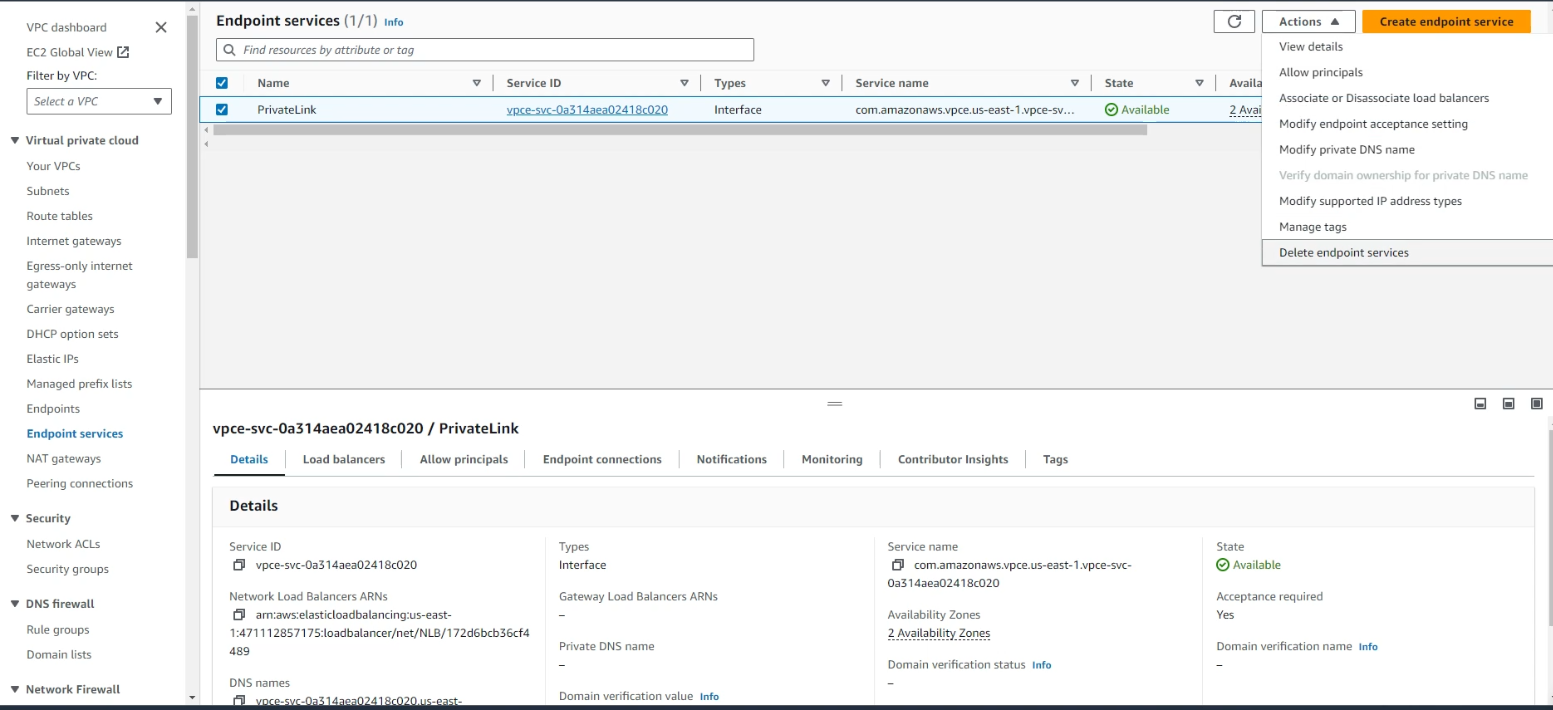 VPC dashboard
EC2 Global View
Filter by VPC:
Select a VPC
Virtual private cloud
Your VPCs
Subnets
Route tables
Internet gateways
Egress-only internet
gateways
Carrier gateways
DHCP option sets
Elastic IPs
Managed prefix lists
Endpoints
Endpoint services
NAT gateways
Peering connections
Security
Network ACLs
Security groups
DNS firewall
Rule groups
Domain lists
Network Firewall
Endpoint services (1/1) Info
Actions
Create endpoint service
Find resources by attribute or tag
Name Service ID Types Service name State Availa
PrivateLink vpce-svc-0a314aea02418c020 Interface com.amazonaws.vpce.us-east-1.vpce-sv... Available 2 Avai
View details
Allow principals
Associate or Disassociate load balancers
Modify endpoint acceptance setting
Modify private DNS name
Verify domain ownership for private DNS name
Modify supported IP address types
Manage tags
Delete endpoint services
vpce-svc-0a314aea02418c020 / PrivateLink
Details Load balancers Allow principals Endpoint connections Notifications Monitoring Contributor Insights Tags
Details
Service ID
vpce-svc-0a314aea02418c020
Network Load Balancers ARNs
arn:aws:elasticloadbalancing:us-east-
1:471112857175:loadbalancer/net/NLB/172d6bcb36cf4
489
DNS names
vpce-svc-0a314aea02418c020.us-east-
Types
Interface
Gateway Load Balancers ARNs
–
Private DNS name
–
Domain verification value Info
Service name
com.amazonaws.vpce.us-east-1.vpce-svc-
0a314aea02418c020
Availability Zones
2 Availability Zones
Domain verification status Info
–
State
Available
Acceptance required
Yes
Domain verification name Info
–